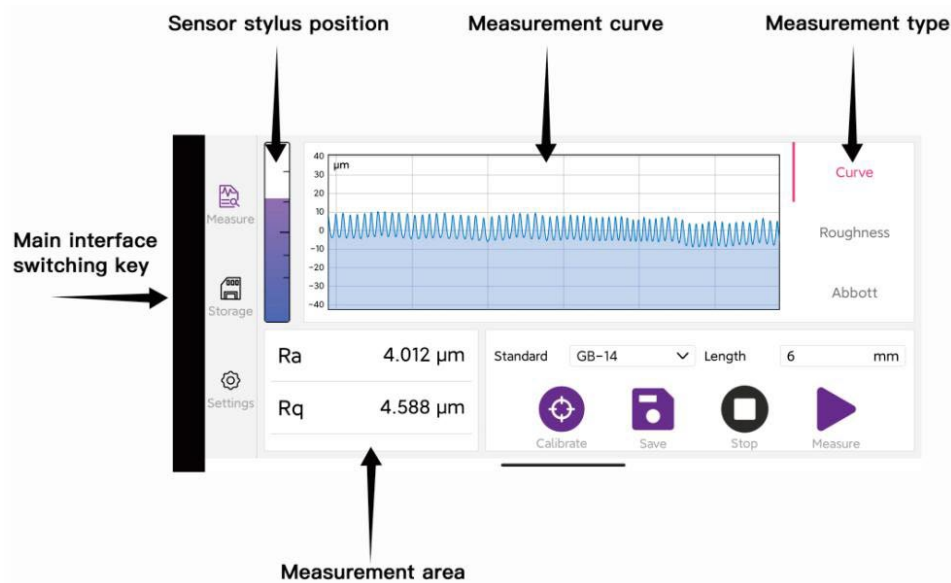 Sensor stylus position
Measurement curve
Measurement type
Main interface
switching key
Measure
Storage
Settings
40
30
20
10
0
-10
-20
-30
-40
µm
Curve
Roughness
Abbott
Ra 4.012 µm
Rq 4.588 µm
Standard GB-14 Length 6 mm
Calibrate Save Stop Measure
Measurement area